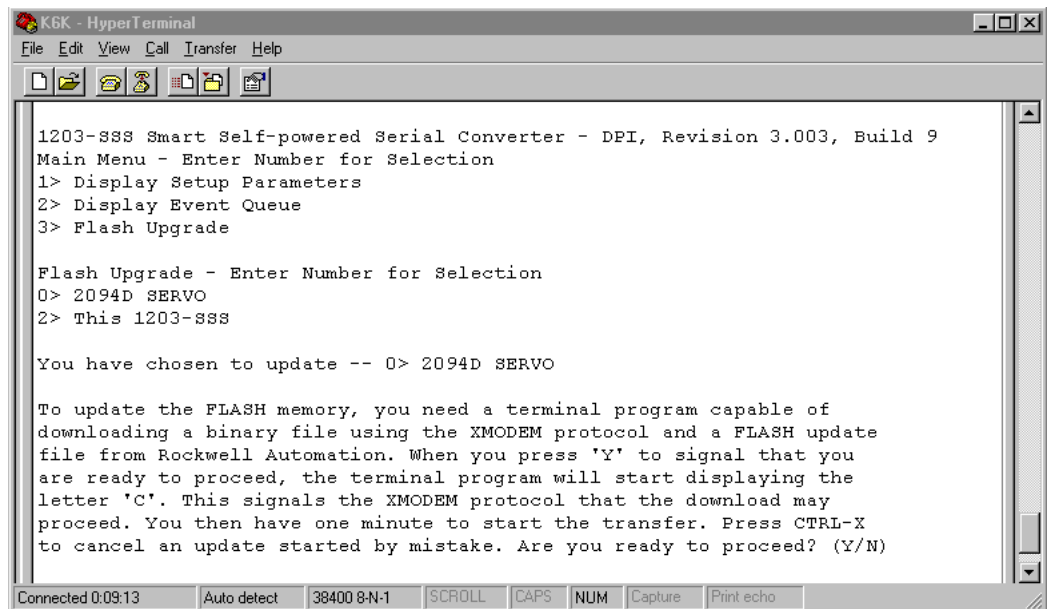 K6K - HyperTerminal
File Edit View Call Transfer Help
1203-SSS Smart Self-powered Serial Converter - DPI, Revision 3.003, Build 9
Main Menu - Enter Number for Selection
1> Display Setup Parameters
2> Display Event Queue
3> Flash Upgrade
Flash Upgrade - Enter Number for Selection
0> 2094D SERVO
2> This 1203-SSS
You have chosen to update -- 0> 2094D SERVO
To update the FLASH memory, you need a terminal program capable of
downloading a binary file using the XMODEM protocol and a FLASH update
file from Rockwell Automation. When you press 'Y' to signal that you
are ready to proceed, the terminal program will start displaying the
letter 'C'. This signals the XMODEM protocol that the download may
proceed. You then have one minute to start the transfer. Press CTRL-X
to cancel an update started by mistake. Are you ready to proceed? (Y/N)
Connected 0:09:13 Auto detect 38400 8-N-1 SCROLL CAPS NUM Capture Print echo